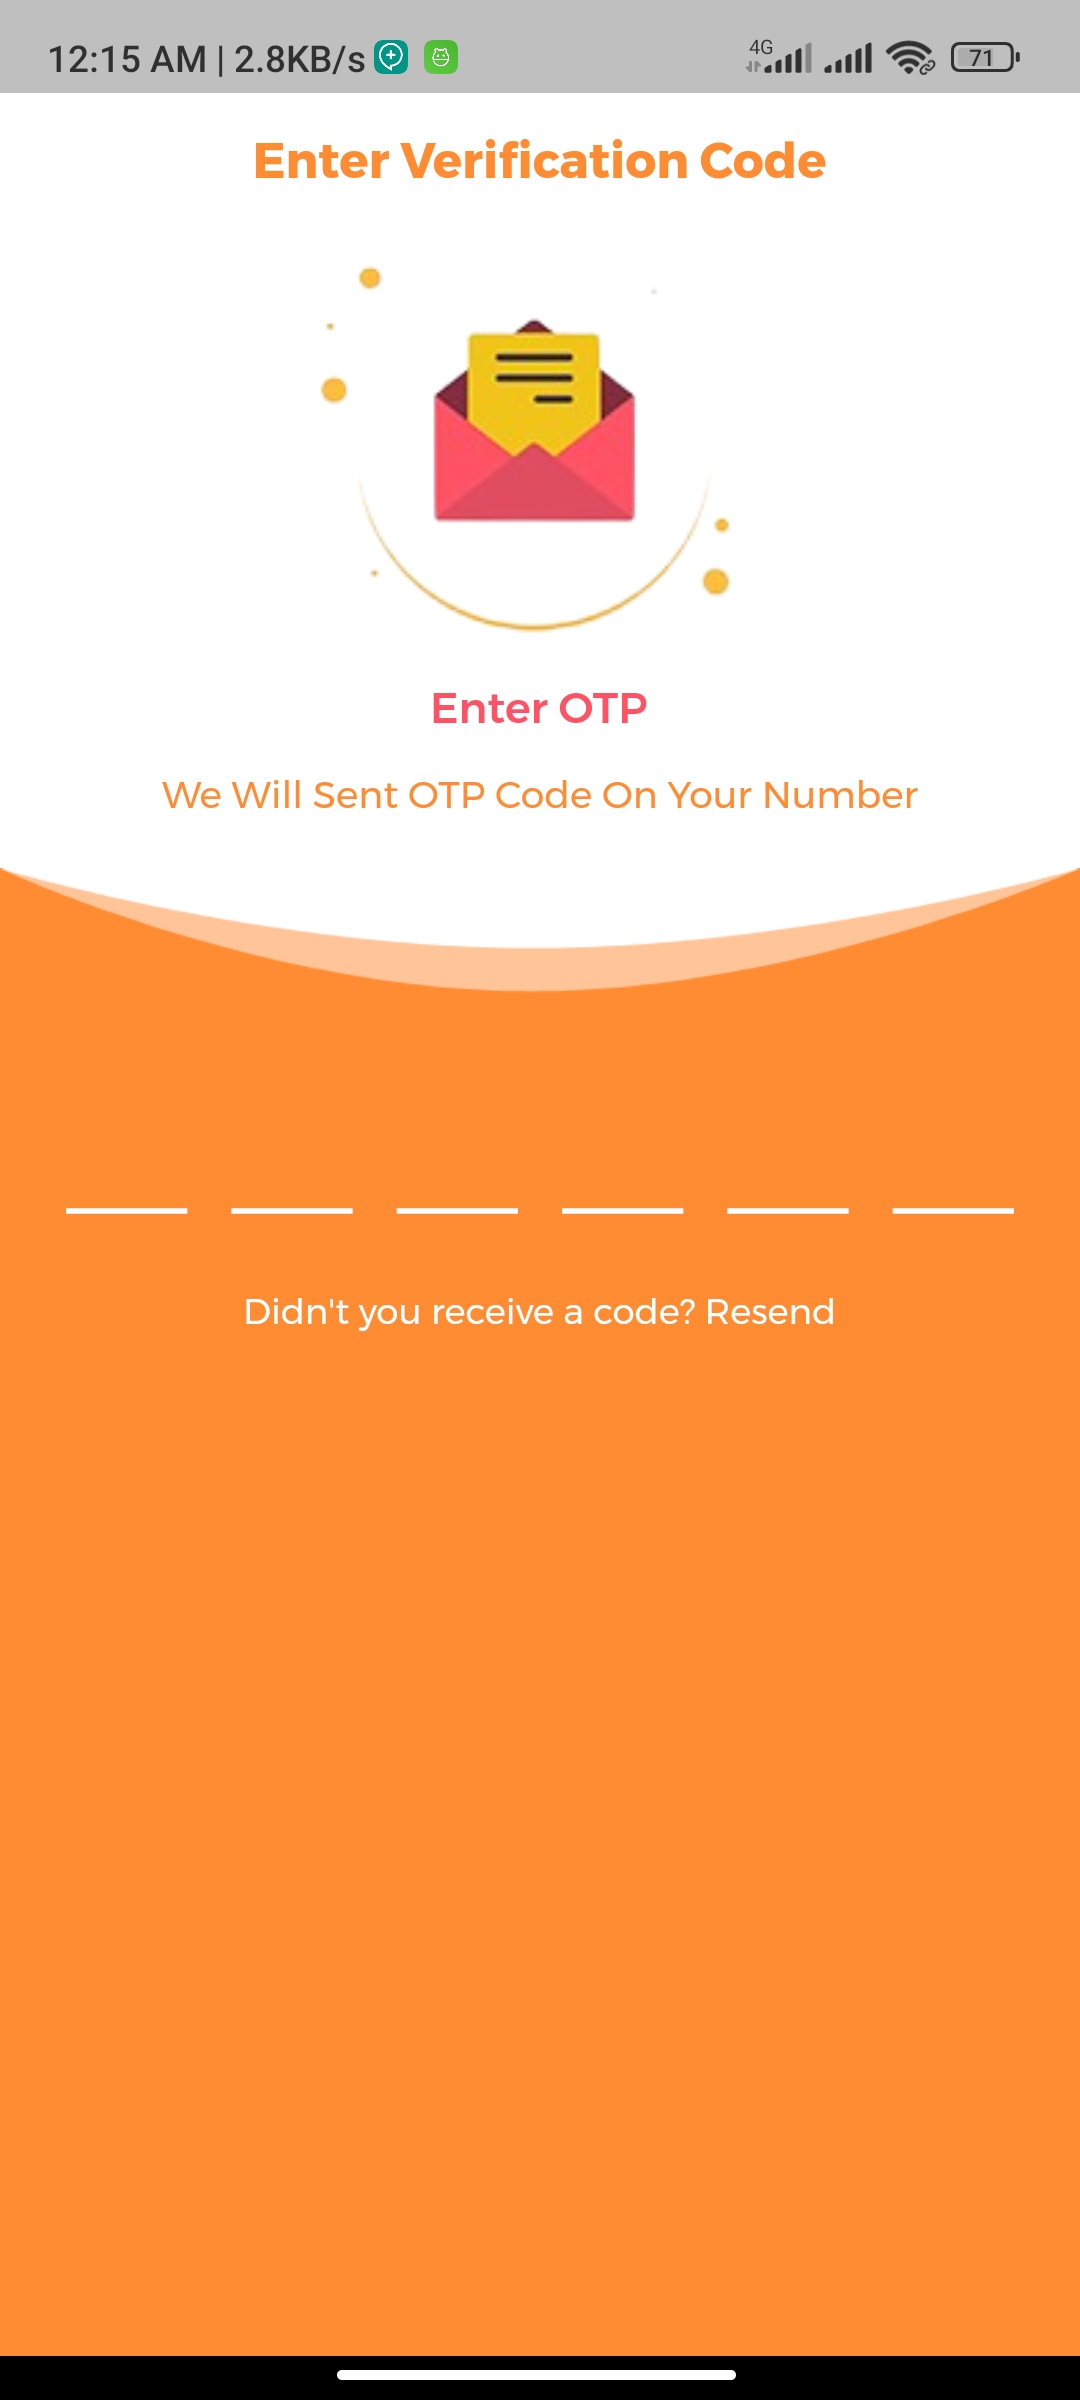 12:15 AM | 2.8KB/s 4G 71
Enter Verification Code
Enter OTP
We Will Sent OTP Code On Your Number
Didn't you receive a code? Resend